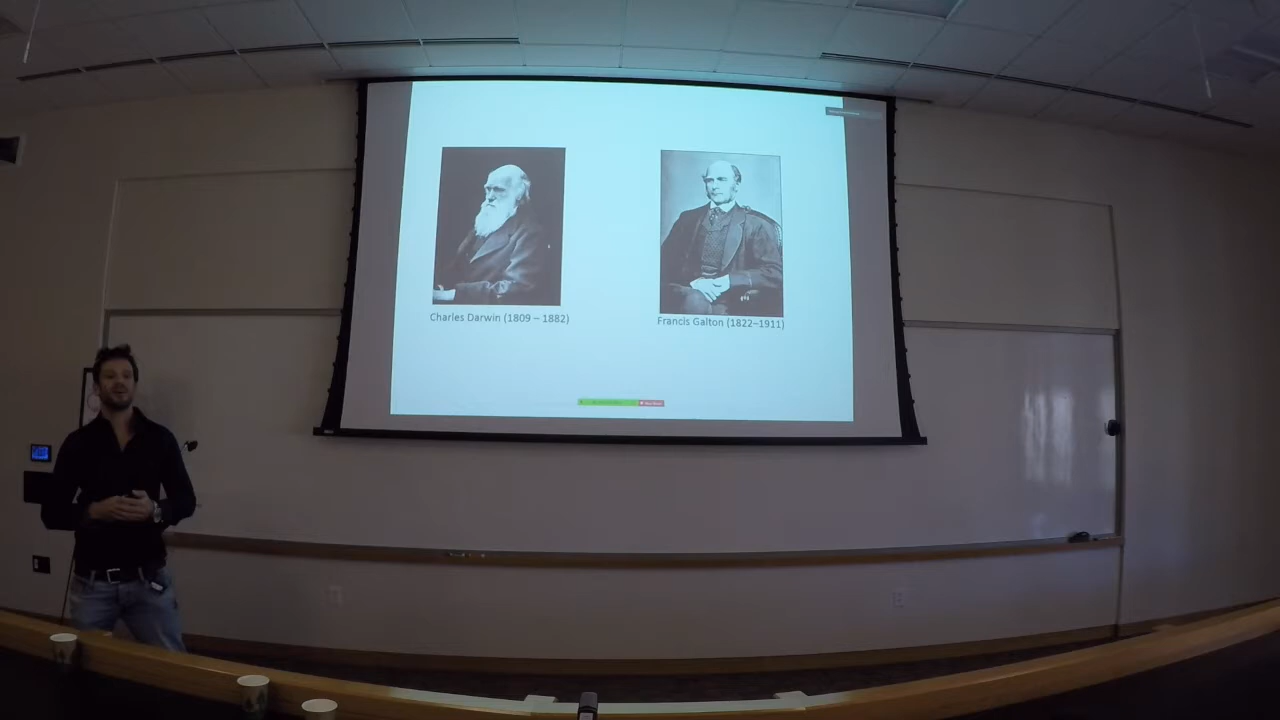 Charles Darwin (1809 – 1882)
Francis Galton (1822–1911)